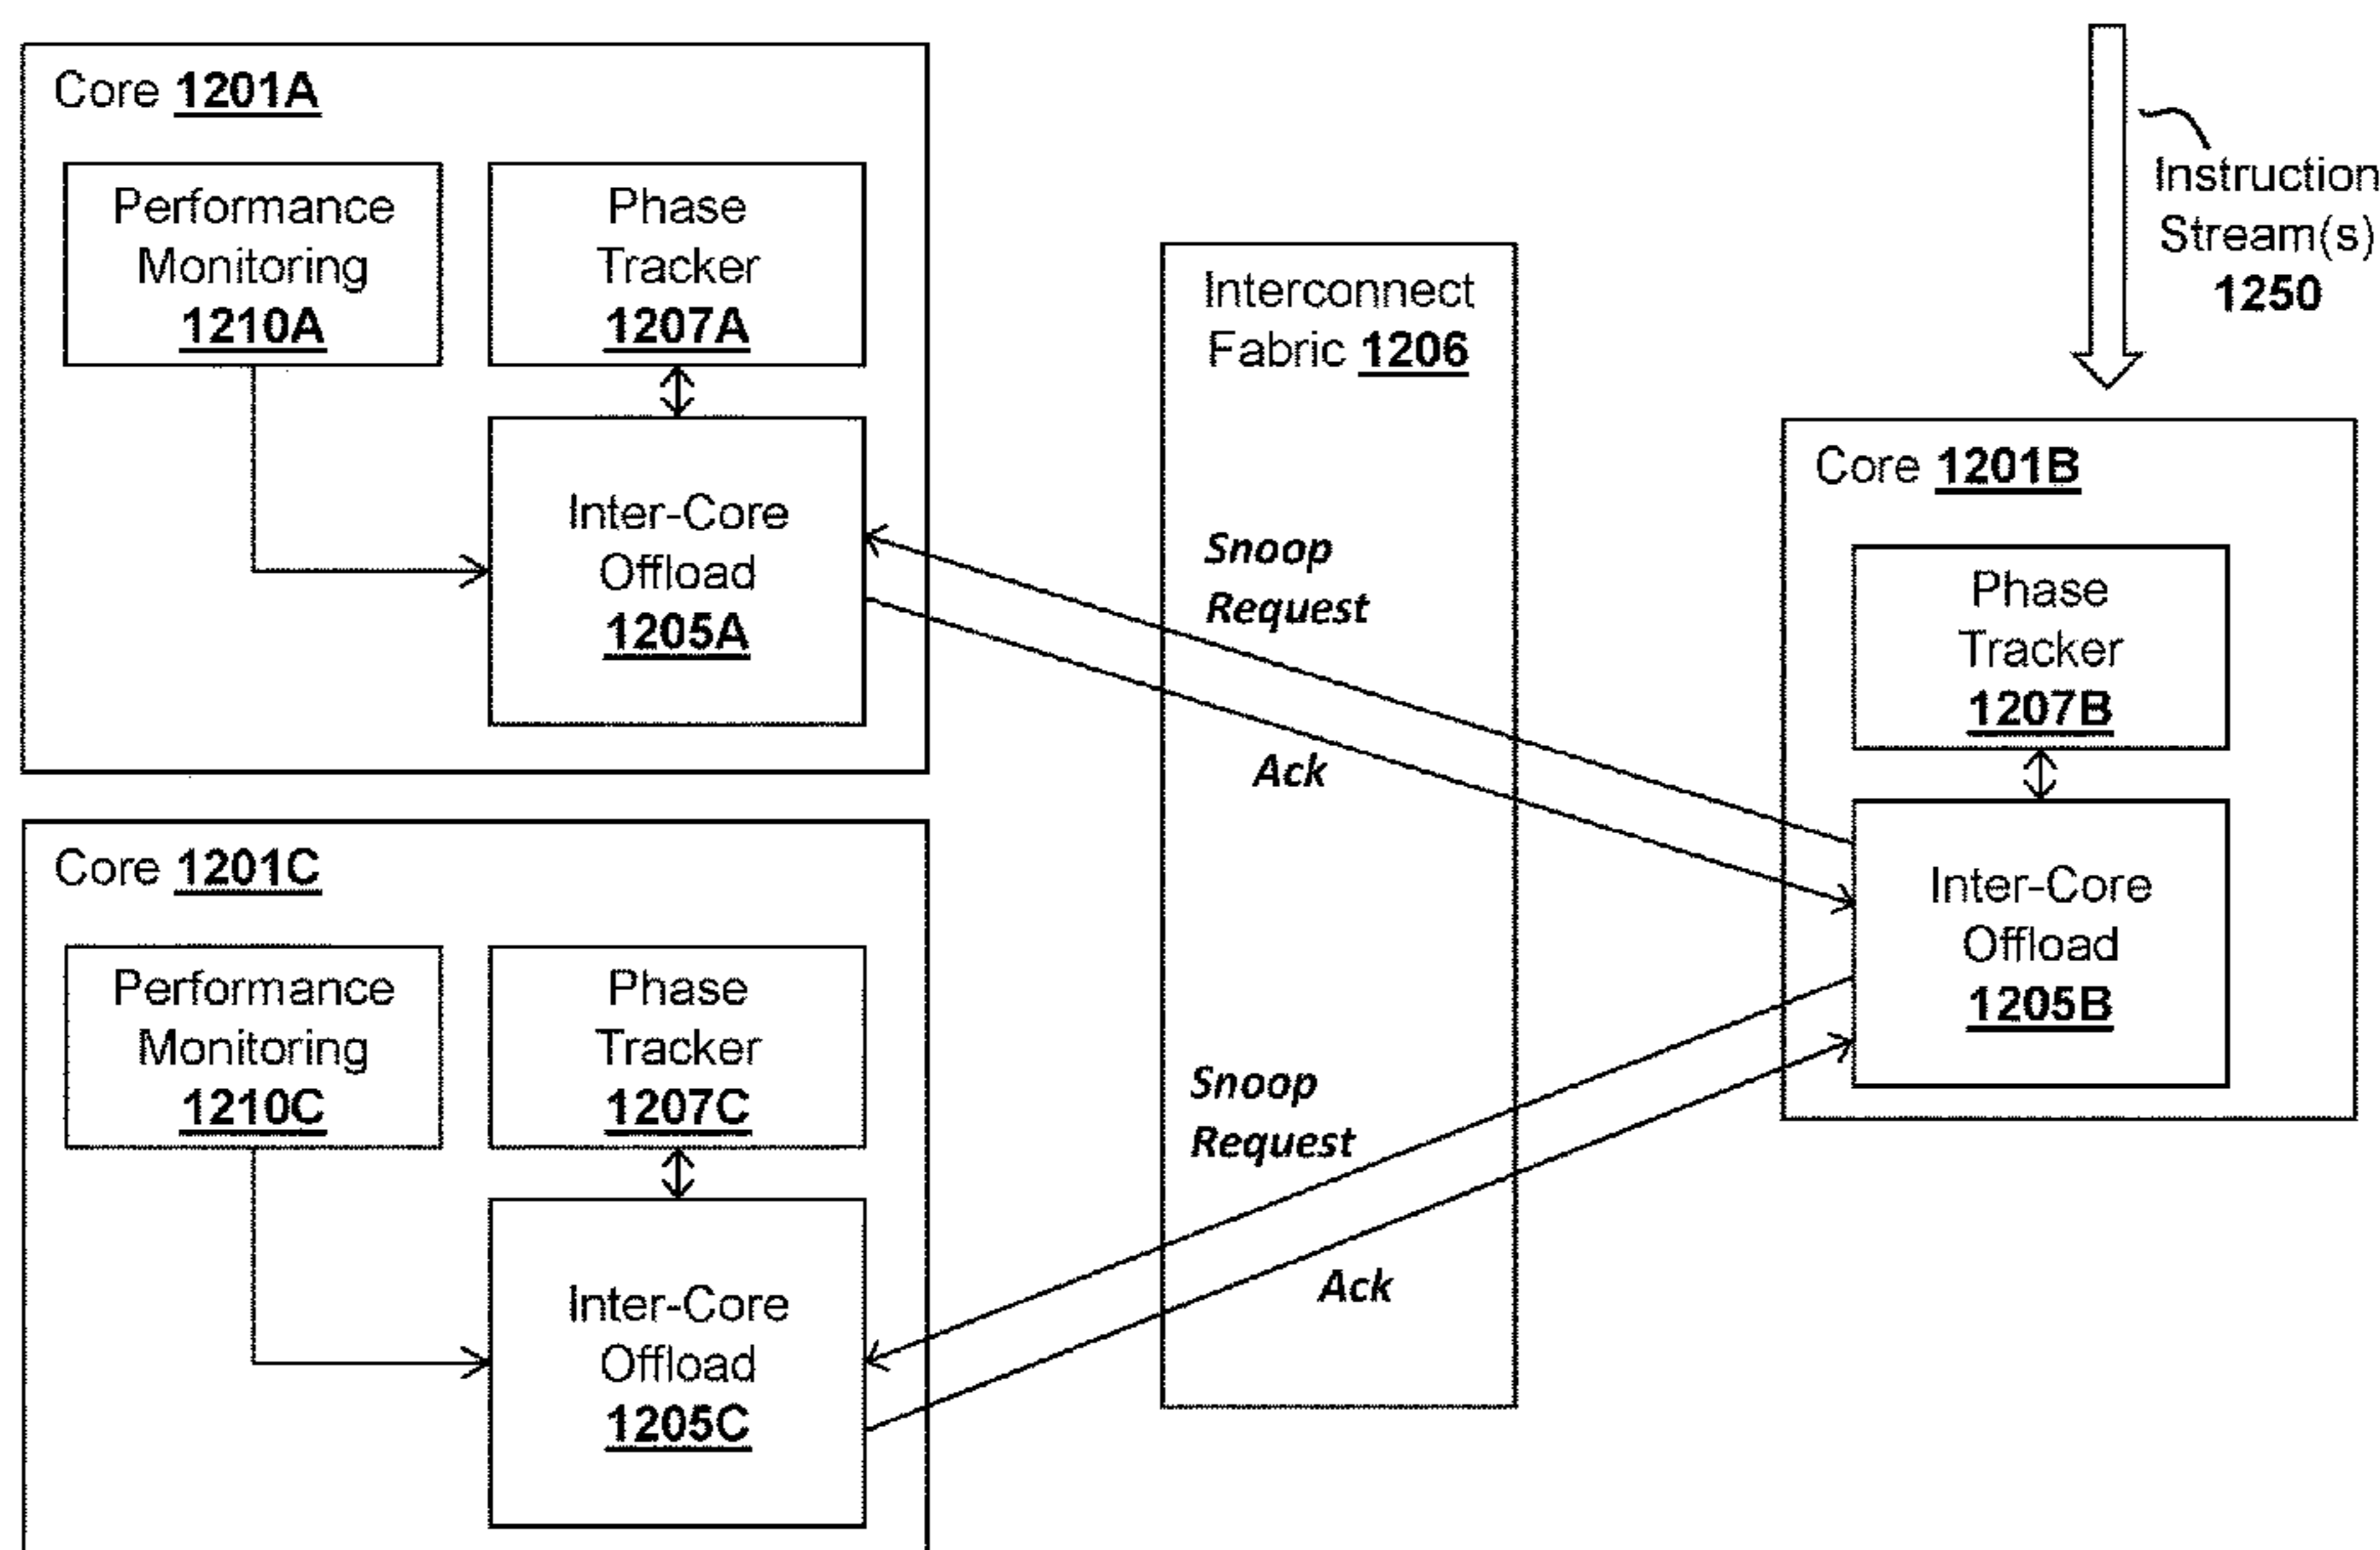 Core 1201A
Performance
Monitoring
1210A
Phase
Tracker
1207A
Inter-Core
Offload
1205A
Core 1201C
Performance
Monitoring
1210C
Phase
Tracker
1207C
Inter-Core
Offload
1205C
Interconnect
Fabric 1206
Snoop
Request
Ack
Snoop
Request
Ack
Instruction
Stream(s)
1250
Core 1201B
Phase
Tracker
1207B
Inter-Core
Offload
1205B